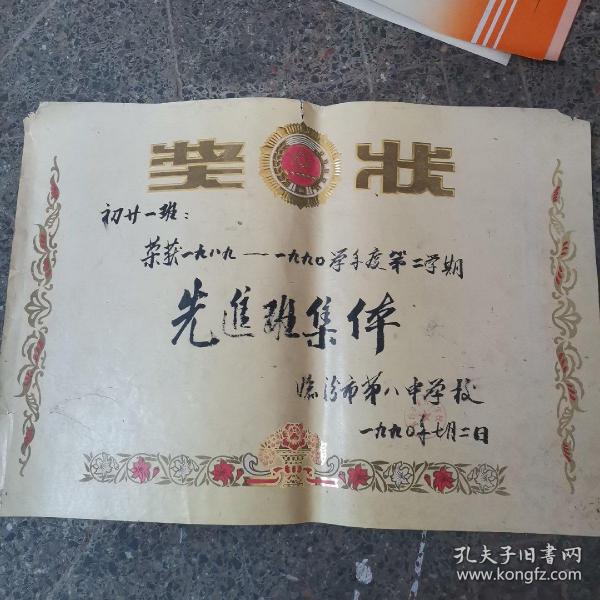 奖状
初廿一班：
荣获一九八九——一九九〇学年度第二学期
先進班集体
临汾市第八中学校
一九九〇年七月二日
孔夫子旧書网
www.kongfz.com